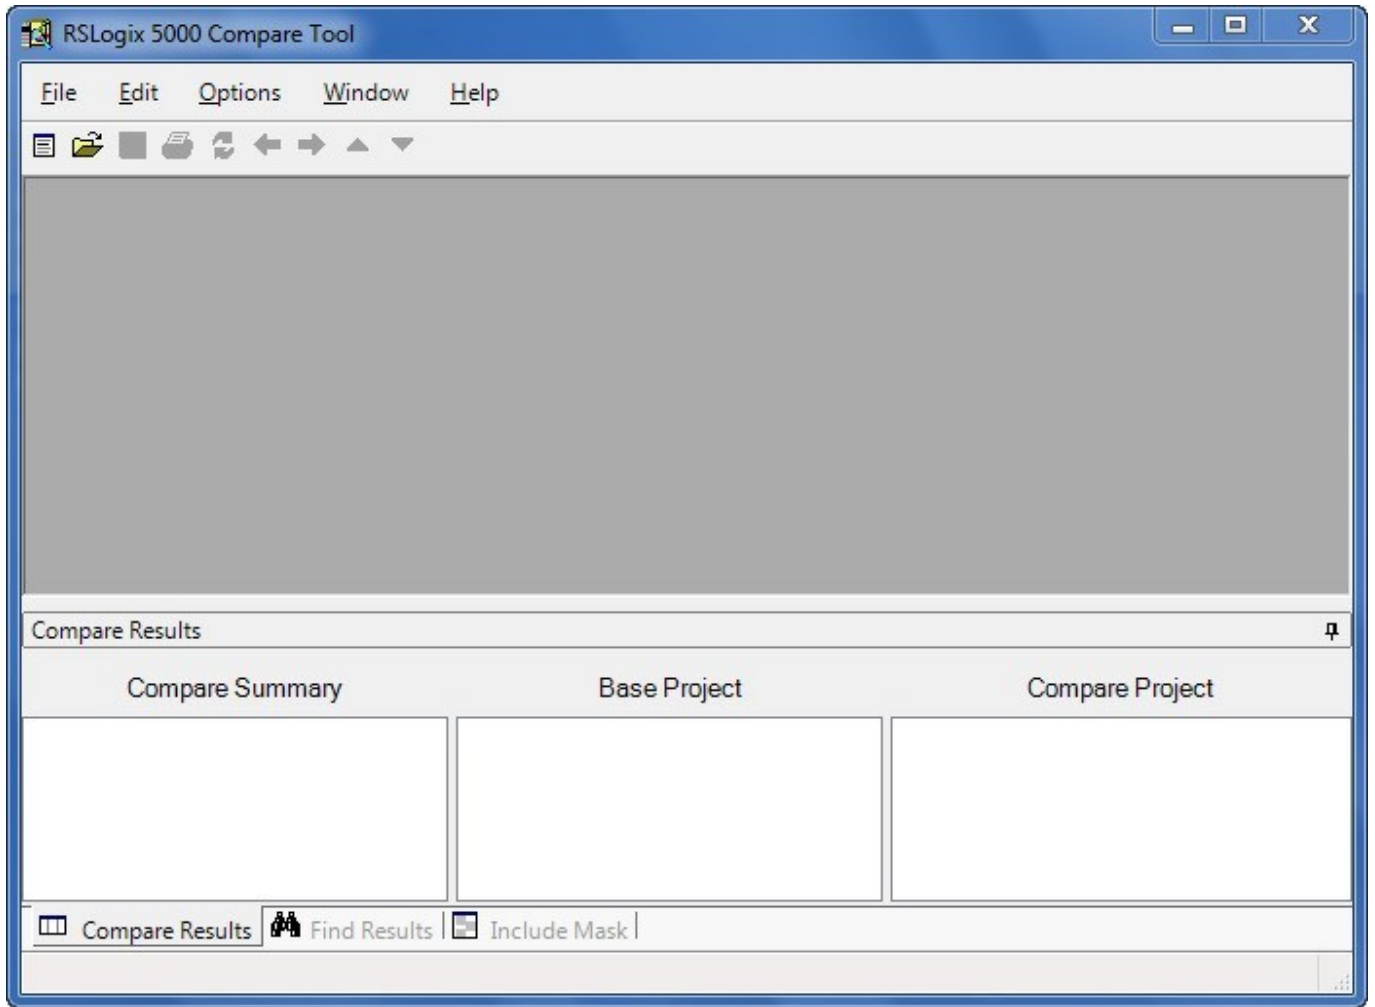 RSLogix 5000 Compare Tool
File Edit Options Window Help
Compare Results
Compare Summary Base Project Compare Project
Compare Results Find Results Include Mask